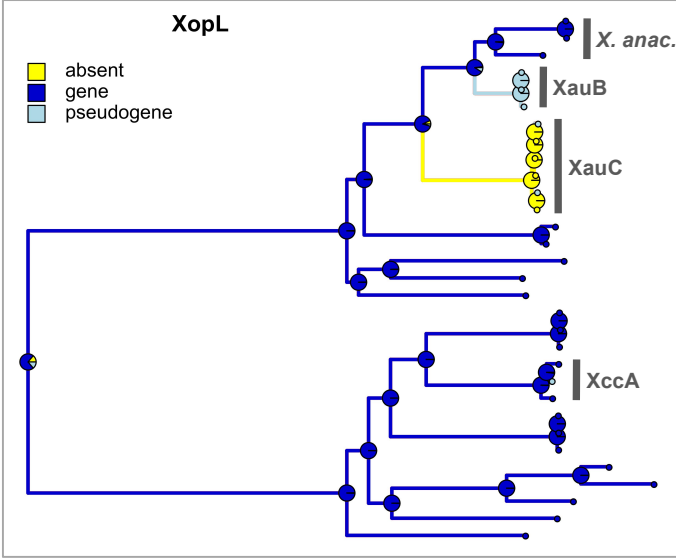 XopL
absent
gene
pseudogene
X. anac.
XauB
XauC
XccA